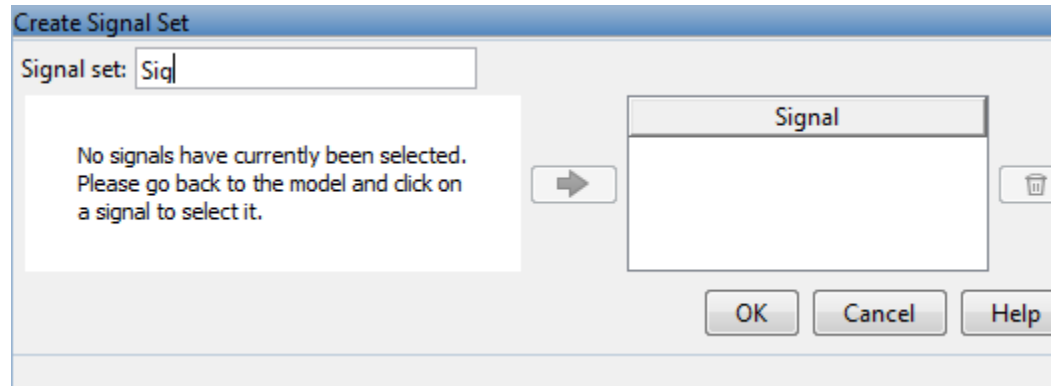 Create Signal Set
Signal set: Sig
No signals have currently been selected.
Please go back to the model and click on
a signal to select it.
Signal
OK Cancel Help